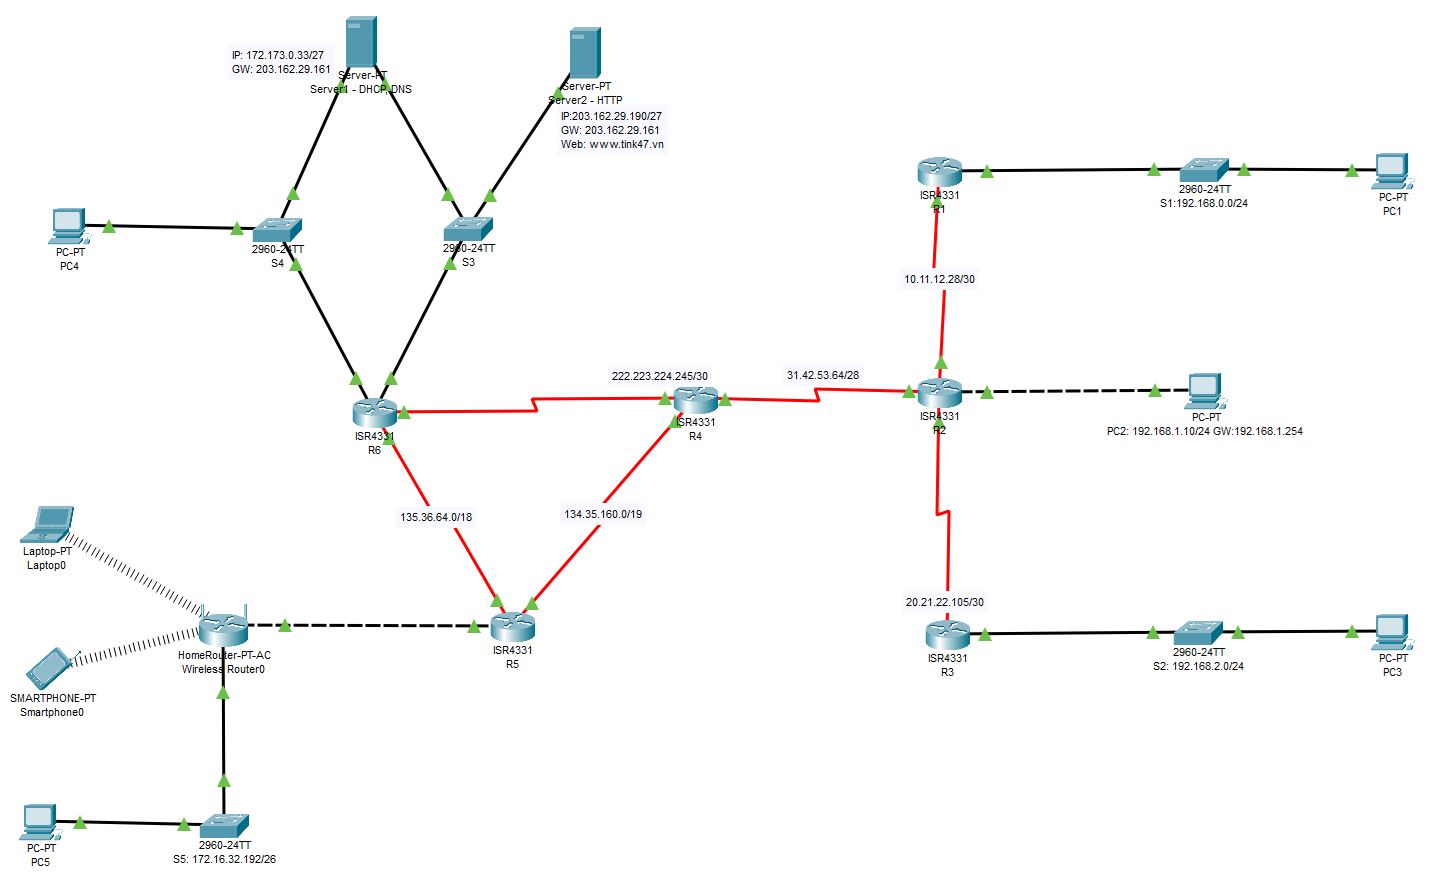 IP: 172.173.0.33/27
GW: 203.162.29.161
Server-PT
Server1 - DHCP, DNS
Server-PT
Server2 - HTTP
IP:203.162.29.190/27
GW: 203.162.29.161
Web: www.tink47.vn
PC-PT
PC4
2960-24TT
S4
2960-24TT
S3
ISR4331
R1
2960-24TT
S1:192.168.0.0/24
PC-PT
PC1
10.11.12.28/30
222.223.224.245/30
31.42.53.64/28
ISR4331
R6
ISR4331
R4
ISR4331
R2
PC-PT
PC2: 192.168.1.10/24 GW:192.168.1.254
135.36.64.0/18
134.35.160.0/19
Laptop-PT
Laptop0
HomeRouter-PT-AC
Wireless Router0
SMARTPHONE-PT
Smartphone0
ISR4331
R5
20.21.22.105/30
ISR4331
R3
2960-24TT
S2: 192.168.2.0/24
PC-PT
PC3
PC-PT
PC5
2960-24TT
S5: 172.16.32.192/26